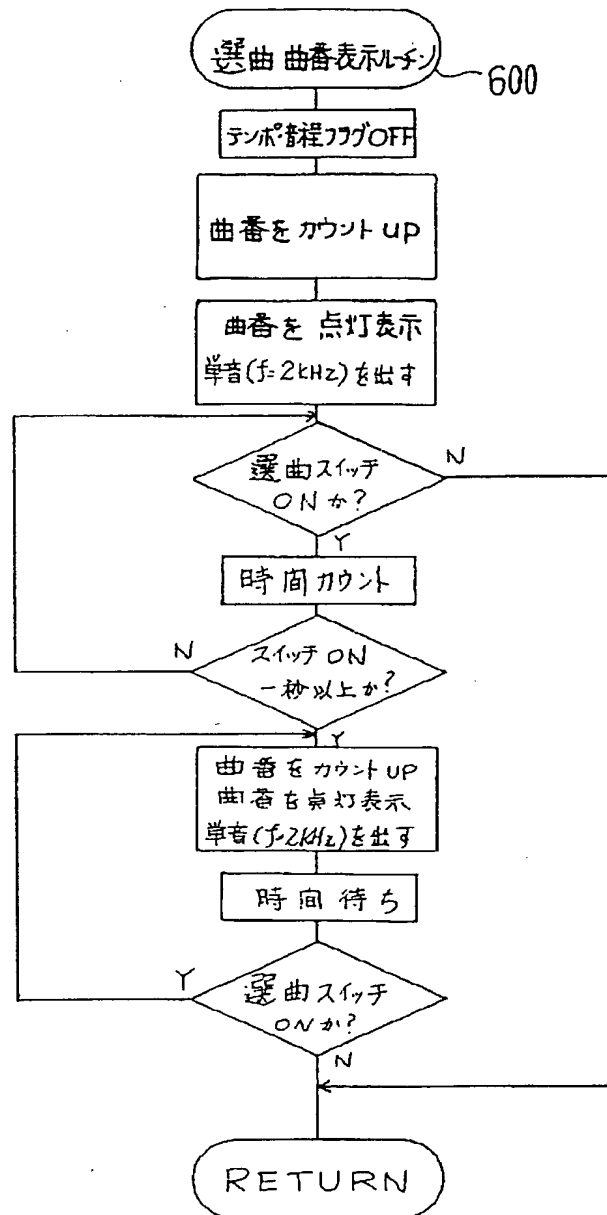 選曲 曲番表示ルーチン
600
テンポ・音程フラグOFF
曲番をカウントup
曲番を点灯表示
単音(f=2kHz)を出す
選曲スイッチ
ONか?
N
Y
時間カウント
スイッチON
一秒以上か?
N
Y
曲番をカウントUP
曲番を点灯表示
単音(f=2kHz)を出す
時間待ち
選曲スイッチ
ONか?
Y
N
RETURN